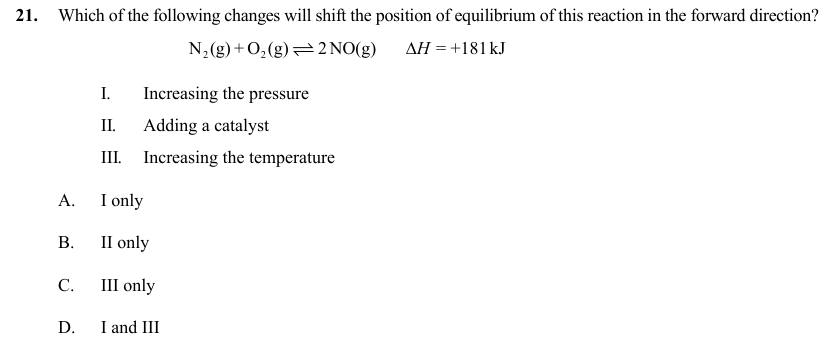 21. Which of the following changes will shift the position of equilibrium of this reaction in the forward direction?
N₂(g) + O₂(g) ⇌ 2 NO(g) ΔH = +181 kJ
I. Increasing the pressure
II. Adding a catalyst
III. Increasing the temperature
A. I only
B. II only
C. III only
D. I and III